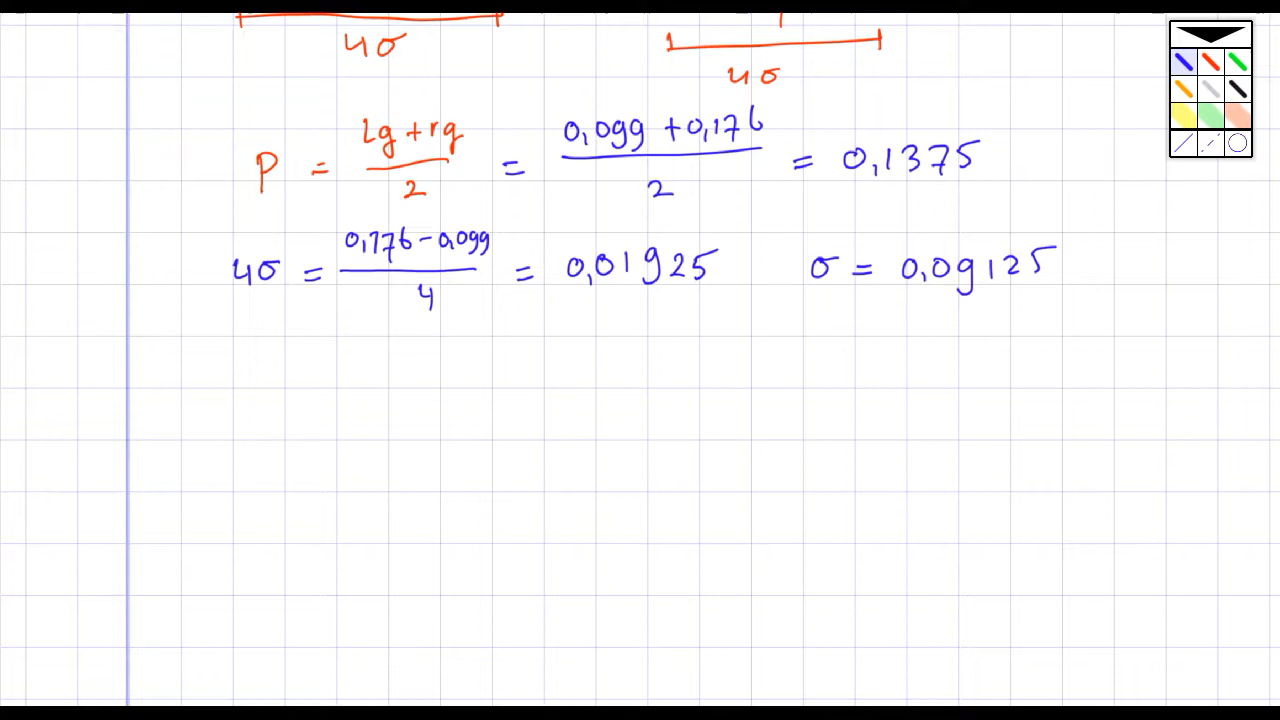 4σ
4σ
p = lg + rg / 2 = 0,099 + 0,176 / 2 = 0,1375
4σ = 0,176 - 0,099 / 4 = 0,01925 σ = 0,09125